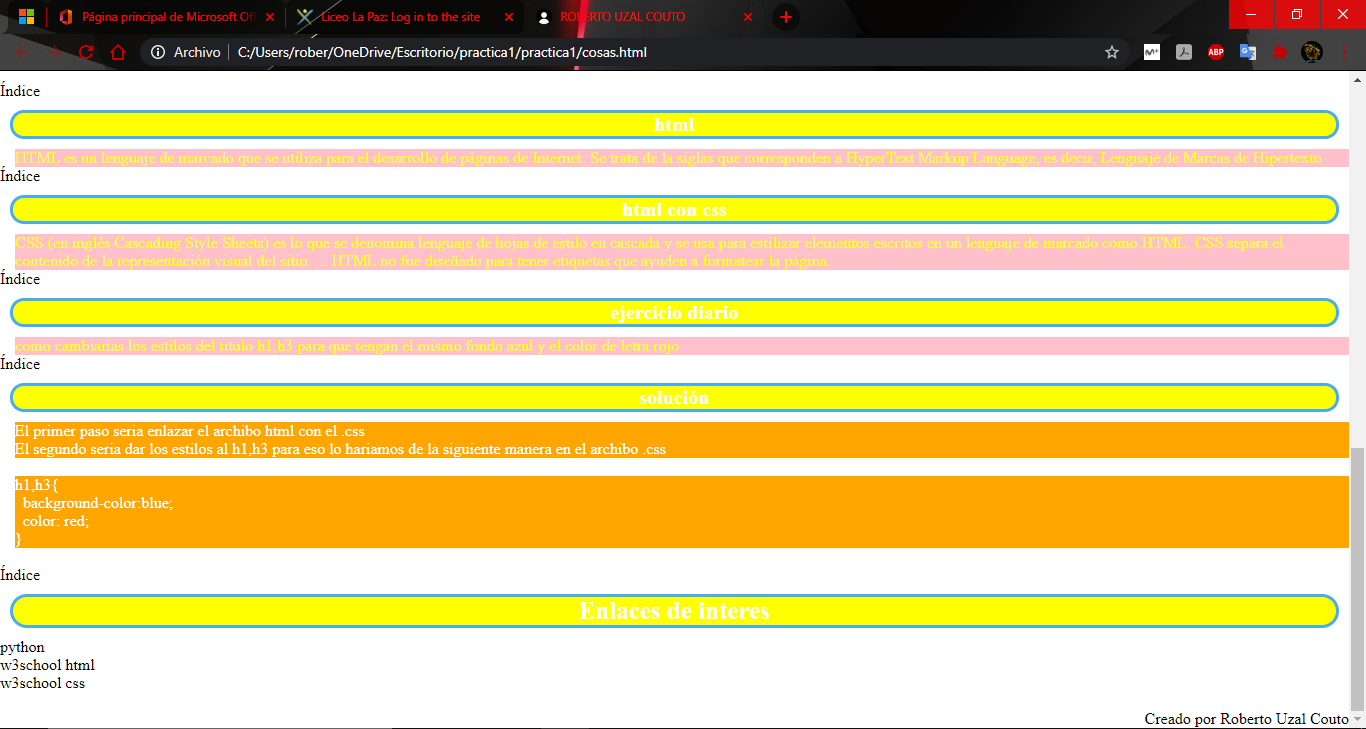 Página principal de Microsoft Of
Liceo La Paz: Log in to the site
ROBERTO UZAL COUTO
Archivo
C:/Users/rober/OneDrive/Escritorio/practica1/practica1/cosas.html
ABP
Índice
html
HTML es un lenguaje de marcado que se utiliza para el desarrollo de páginas de Internet. Se trata de la siglas que corresponden a HyperText Markup Language, es decir, Lenguaje de Marcas de Hipertexto
Índice
html con css
CSS (en inglés Cascading Style Sheets) es lo que se denomina lenguaje de hojas de estilo en cascada y se usa para estilizar elementos escritos en un lenguaje de marcado como HTML. CSS separa el
contenido de la representación visual del sitio. ... HTML no fue diseñado para tener etiquetas que ayuden a formatear la página.
Índice
ejercicio diario
como cambiarias los estilos del titulo h1,h3 para que tengan el mismo fondo azul y el color de letra rojo
Índice
solución
El primer paso seria enlazar el archibo html con el .css
El segundo seria dar los estilos al h1,h3 para eso lo hariamos de la siguiente manera en el archibo .css
h1,h3{
background-color:blue;
color: red;
}
Índice
Enlaces de interes
python
w3school html
w3school css
Creado por Roberto Uzal Couto